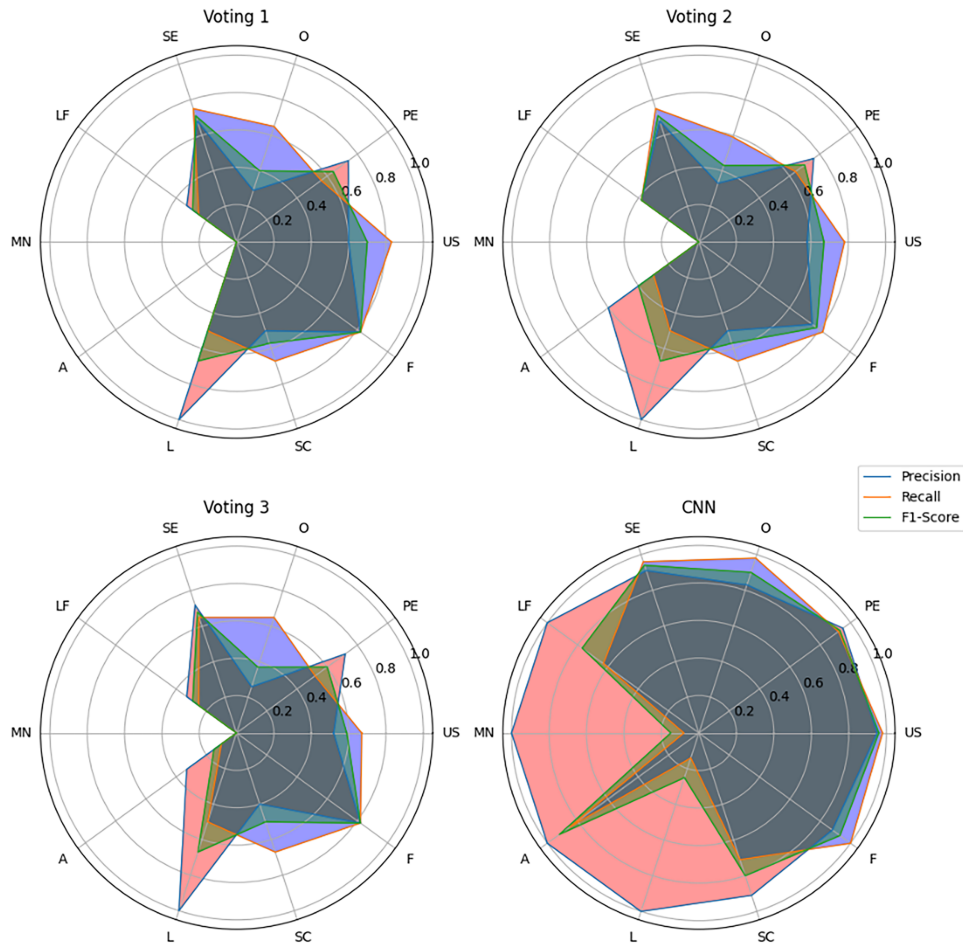 Voting 1
SE
O
LF
PE
1.0
0.8
0.6
0.4
0.2
MN
US
A
F
L
SC
Voting 2
SE
O
LF
PE
1.0
0.8
0.6
0.4
0.2
MN
US
A
F
L
SC
Precision
Recall
F1-Score
Voting 3
SE
O
LF
PE
1.0
0.8
0.6
0.4
0.2
MN
US
A
F
L
SC
CNN
SE
O
LF
PE
1.0
0.8
0.6
0.4
0.2
MN
US
A
F
L
SC